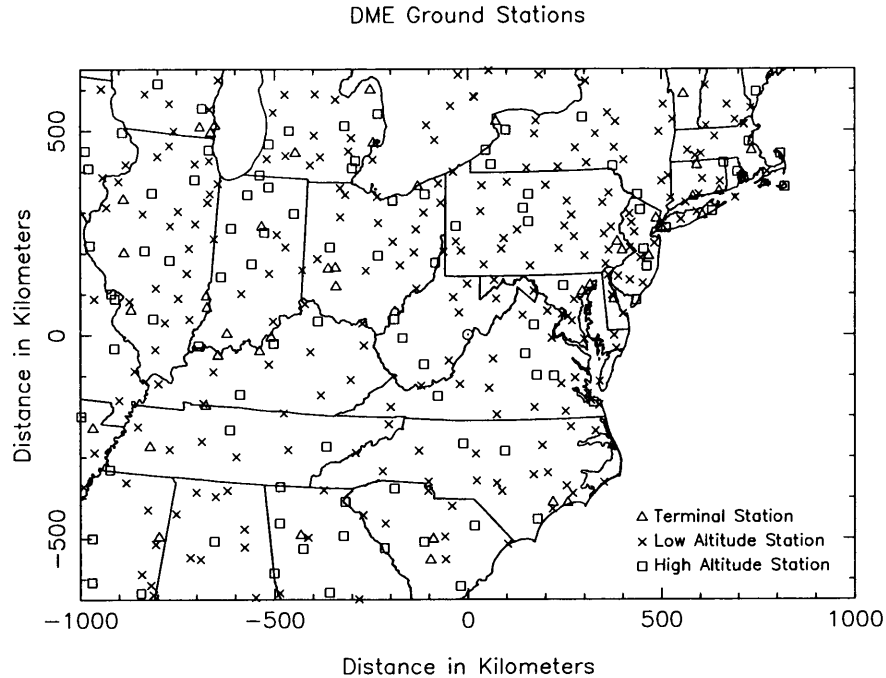 DME Ground Stations
Distance in Kilometers
500
0
-500
△ Terminal Station
× Low Altitude Station
□ High Altitude Station
-1000
-500
0
500
1000
Distance in Kilometers